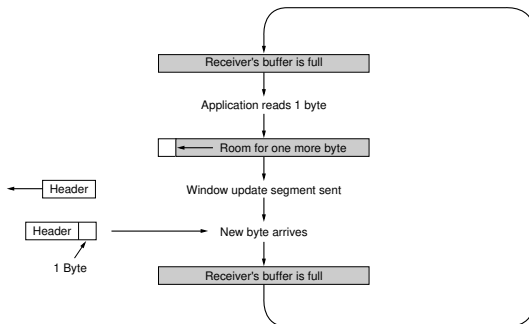 Receiver's buffer is full
Application reads 1 byte
Room for one more byte
Window update segment sent
Header
Header
New byte arrives
1 Byte
Receiver's buffer is full